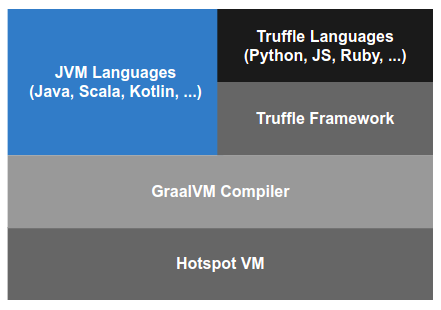 JVM Languages
(Java, Scala, Kotlin, ...)
Truffle Languages
(Python, JS, Ruby, ...)
Truffle Framework
GraalVM Compiler
Hotspot VM